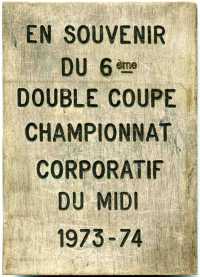 EN SOUVENIR
DU 6ème
DOUBLE COUPE
CHAMPIONNAT
CORPORATIF
DU MIDI
1973-74